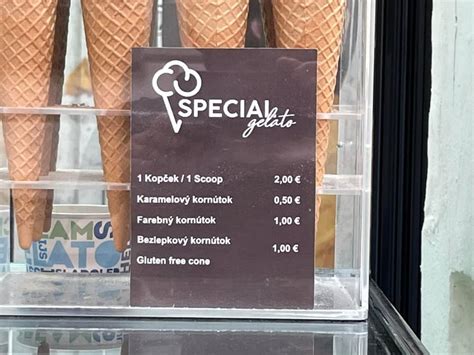 SPECIAL
gelato
1 Kopček / 1 Scoop 2,00 €
Karamelový kornútok 0,50 €
Farebný kornútok 1,00 €
Bezlepkový kornútok 1,00 €
Gluten free cone